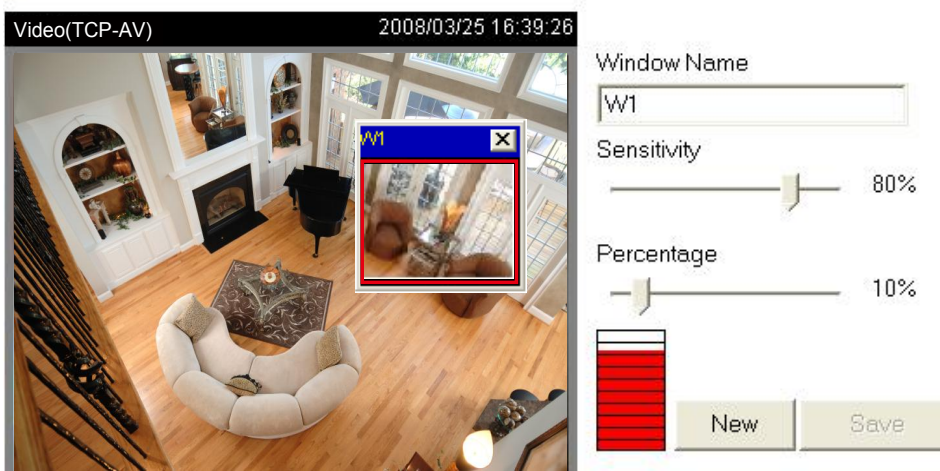 Video(TCP-AV) 2008/03/25 16:39:26
W1
Window Name
W1
Sensitivity
80%
Percentage
10%
New Save